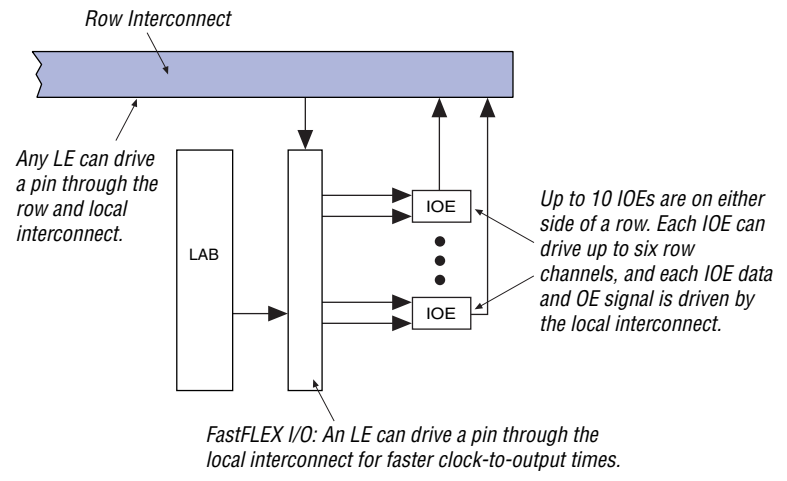 Row Interconnect
Any LE can drive
a pin through the
row and local
interconnect.
LAB
IOE
IOE
Up to 10 IOEs are on either
side of a row. Each IOE can
drive up to six row
channels, and each IOE data
and OE signal is driven by
the local interconnect.
FastFLEX I/O: An LE can drive a pin through the
local interconnect for faster clock-to-output times.